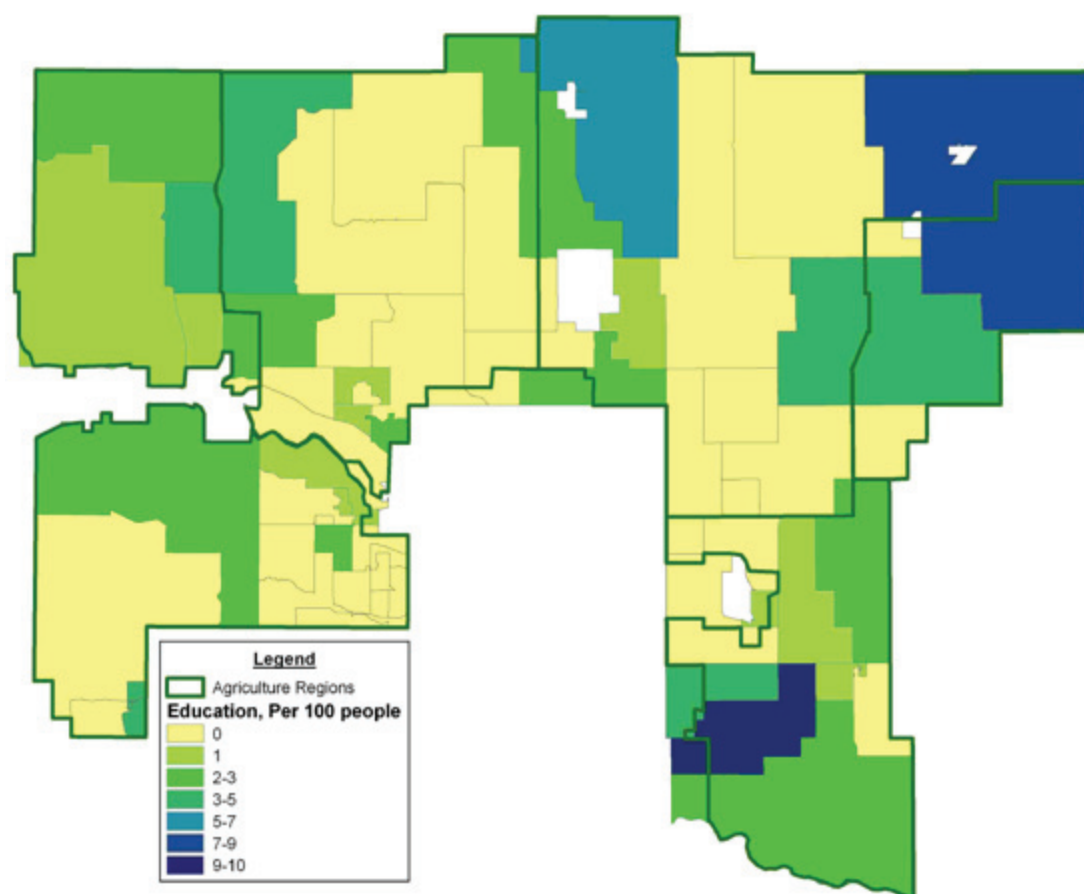 Legend
Agriculture Regions
Education, Per 100 people
0
1
2-3
3-5
5-7
7-9
9-10